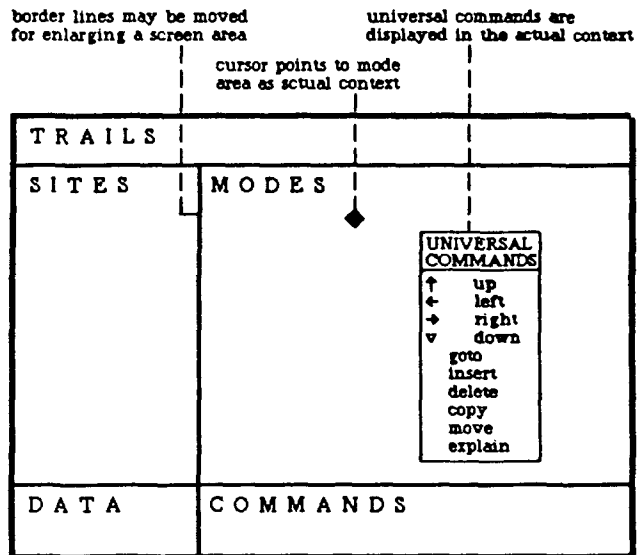 border lines may be moved
for enlarging a screen area
universal commands are
displayed in the actual context
cursor points to mode
area as actual context
TRAILS
SITES
MODES
UNIVERSAL
COMMANDS
↑ up
← left
→ right
▿ down
goto
insert
delete
copy
move
explain
DATA
COMMANDS